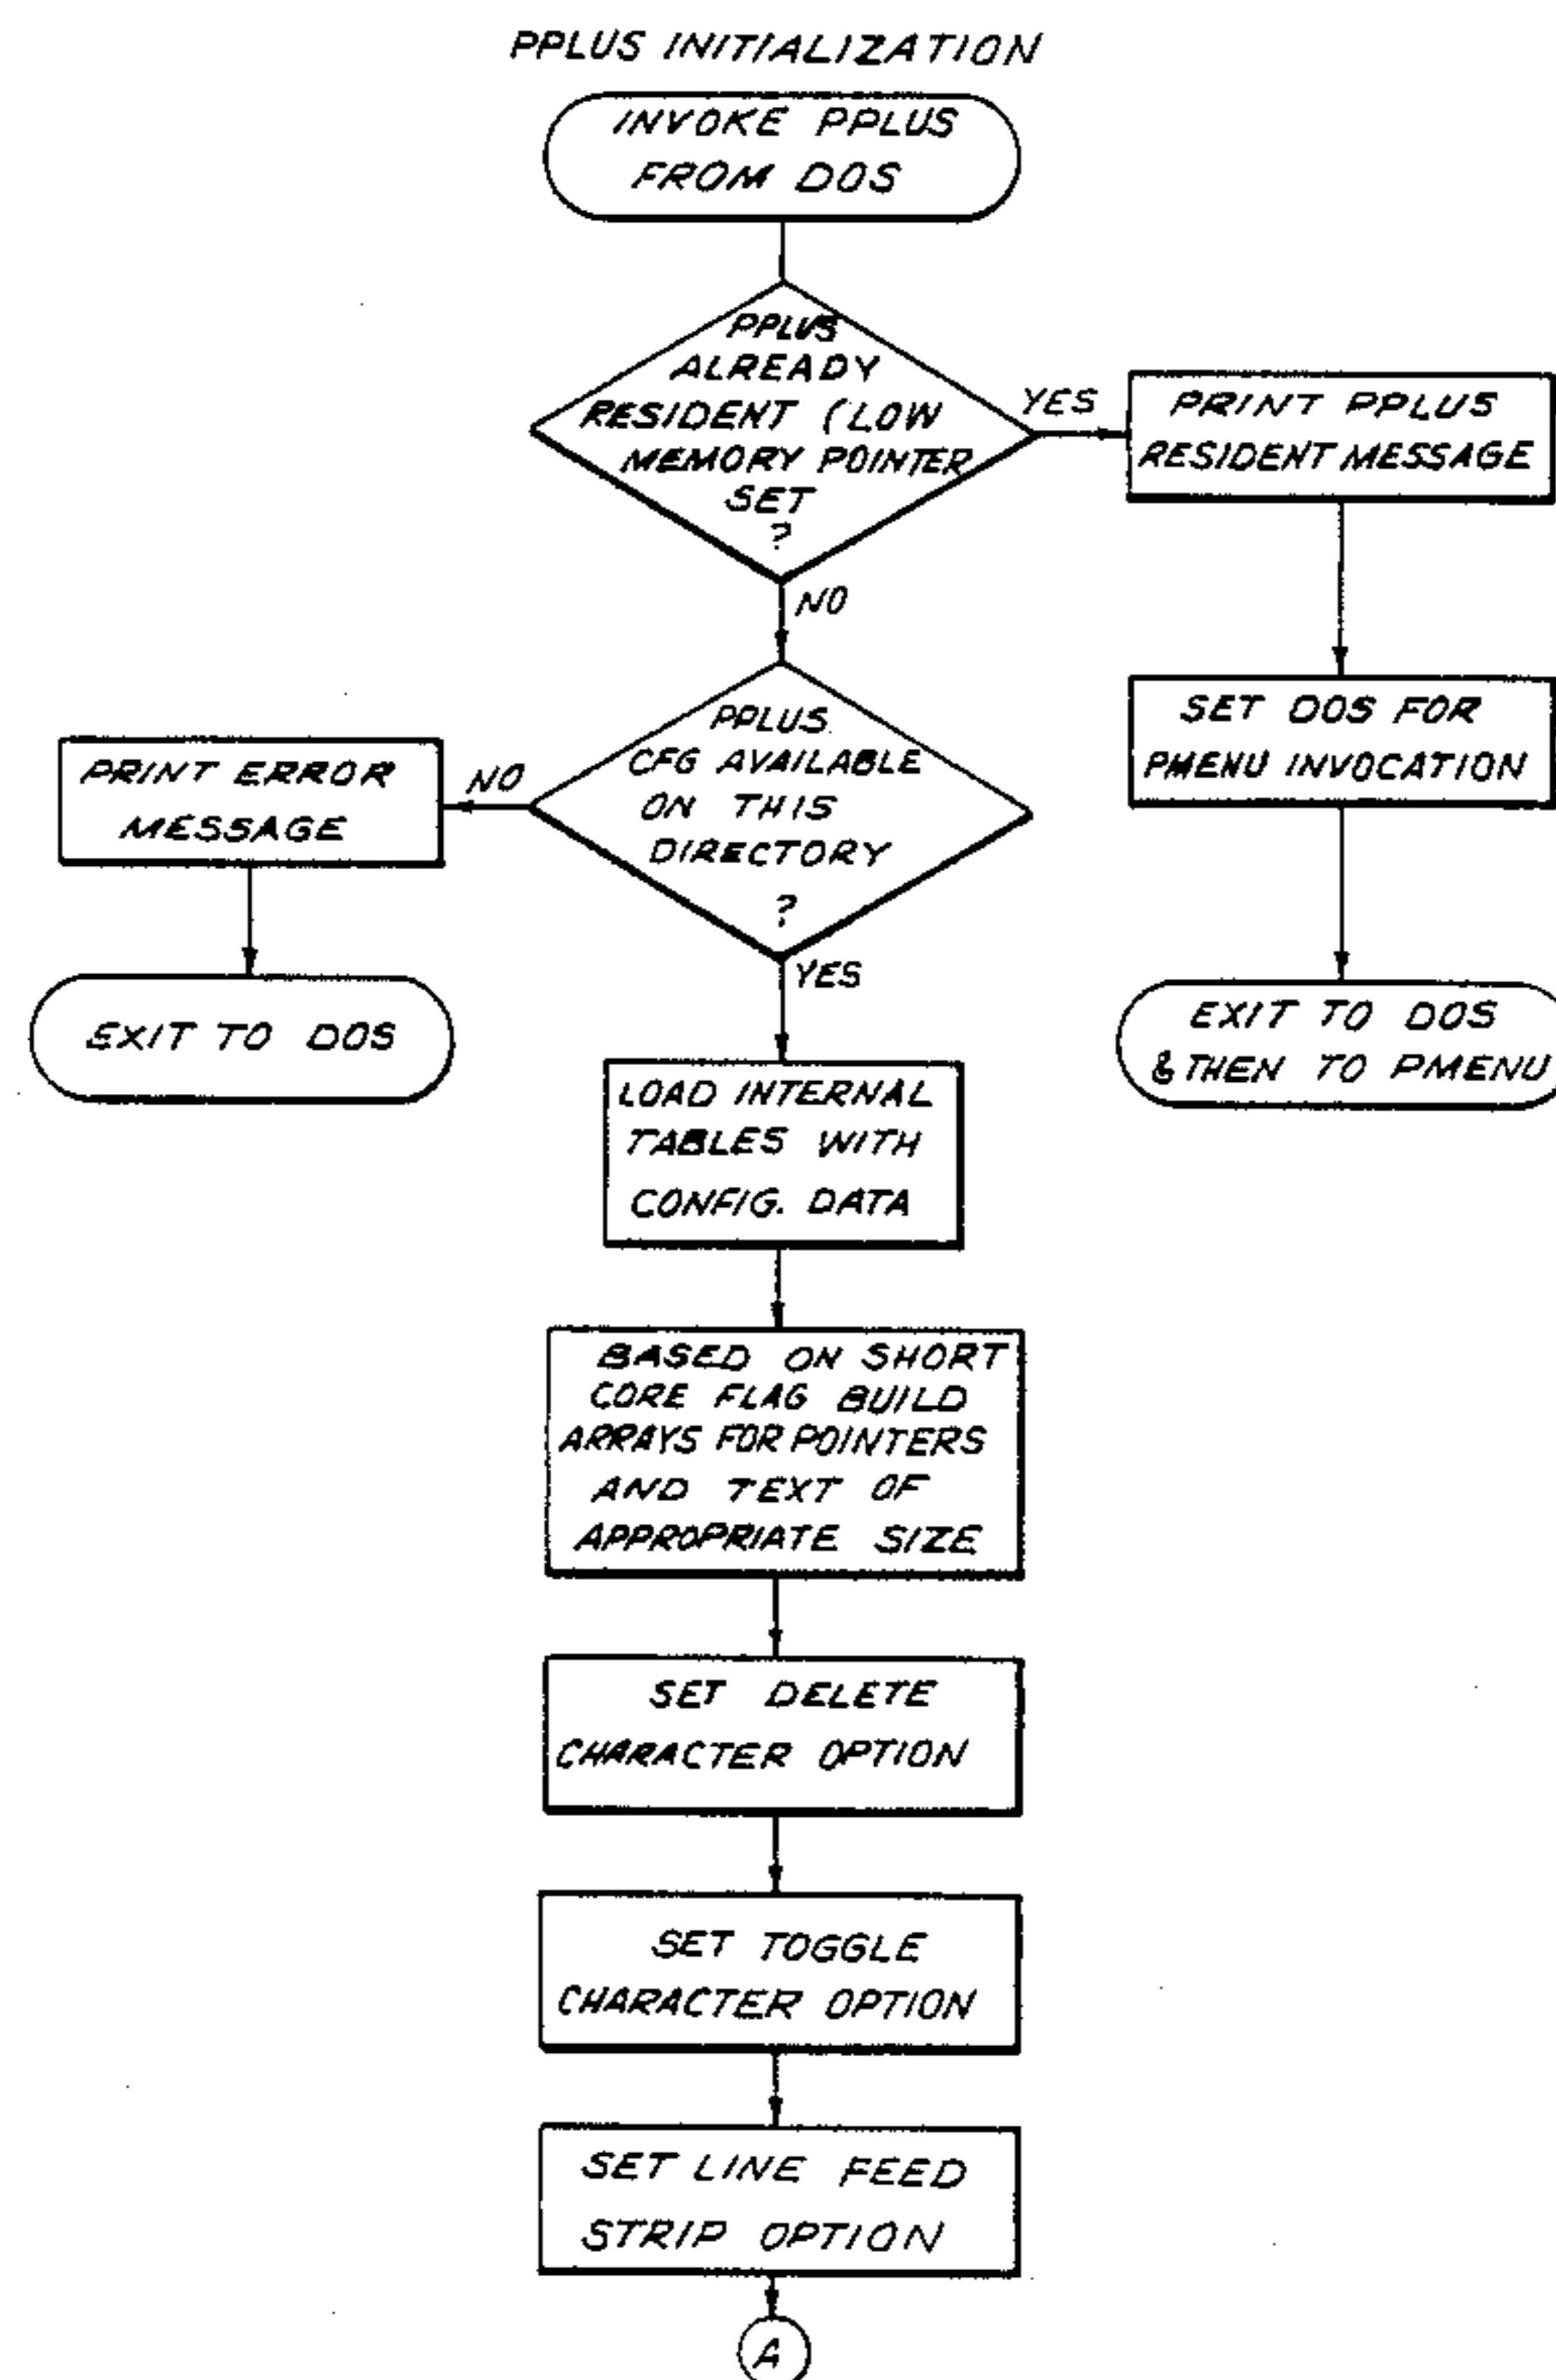 PPLUS INITIALIZATION
INVOKE PPLUS
FROM DOS
PPLUS
ALREADY
RESIDENT (LOW
MEMORY POINTER
SET
?
YES
PRINT PPLUS
RESIDENT MESSAGE
NO
SET DOS FOR
PMENU INVOCATION
EXIT TO DOS
& THEN TO PMENU
PPLUS
CFG AVAILABLE
ON THIS
DIRECTORY
?
NO
PRINT ERROR
MESSAGE
EXIT TO DOS
YES
LOAD INTERNAL
TABLES WITH
CONFIG. DATA
BASED ON SHORT
CORE FLAG BUILD
ARRAYS FOR POINTERS
AND TEXT OF
APPROPRIATE SIZE
SET DELETE
CHARACTER OPTION
SET TOGGLE
CHARACTER OPTION
SET LINE FEED
STRIP OPTION
A